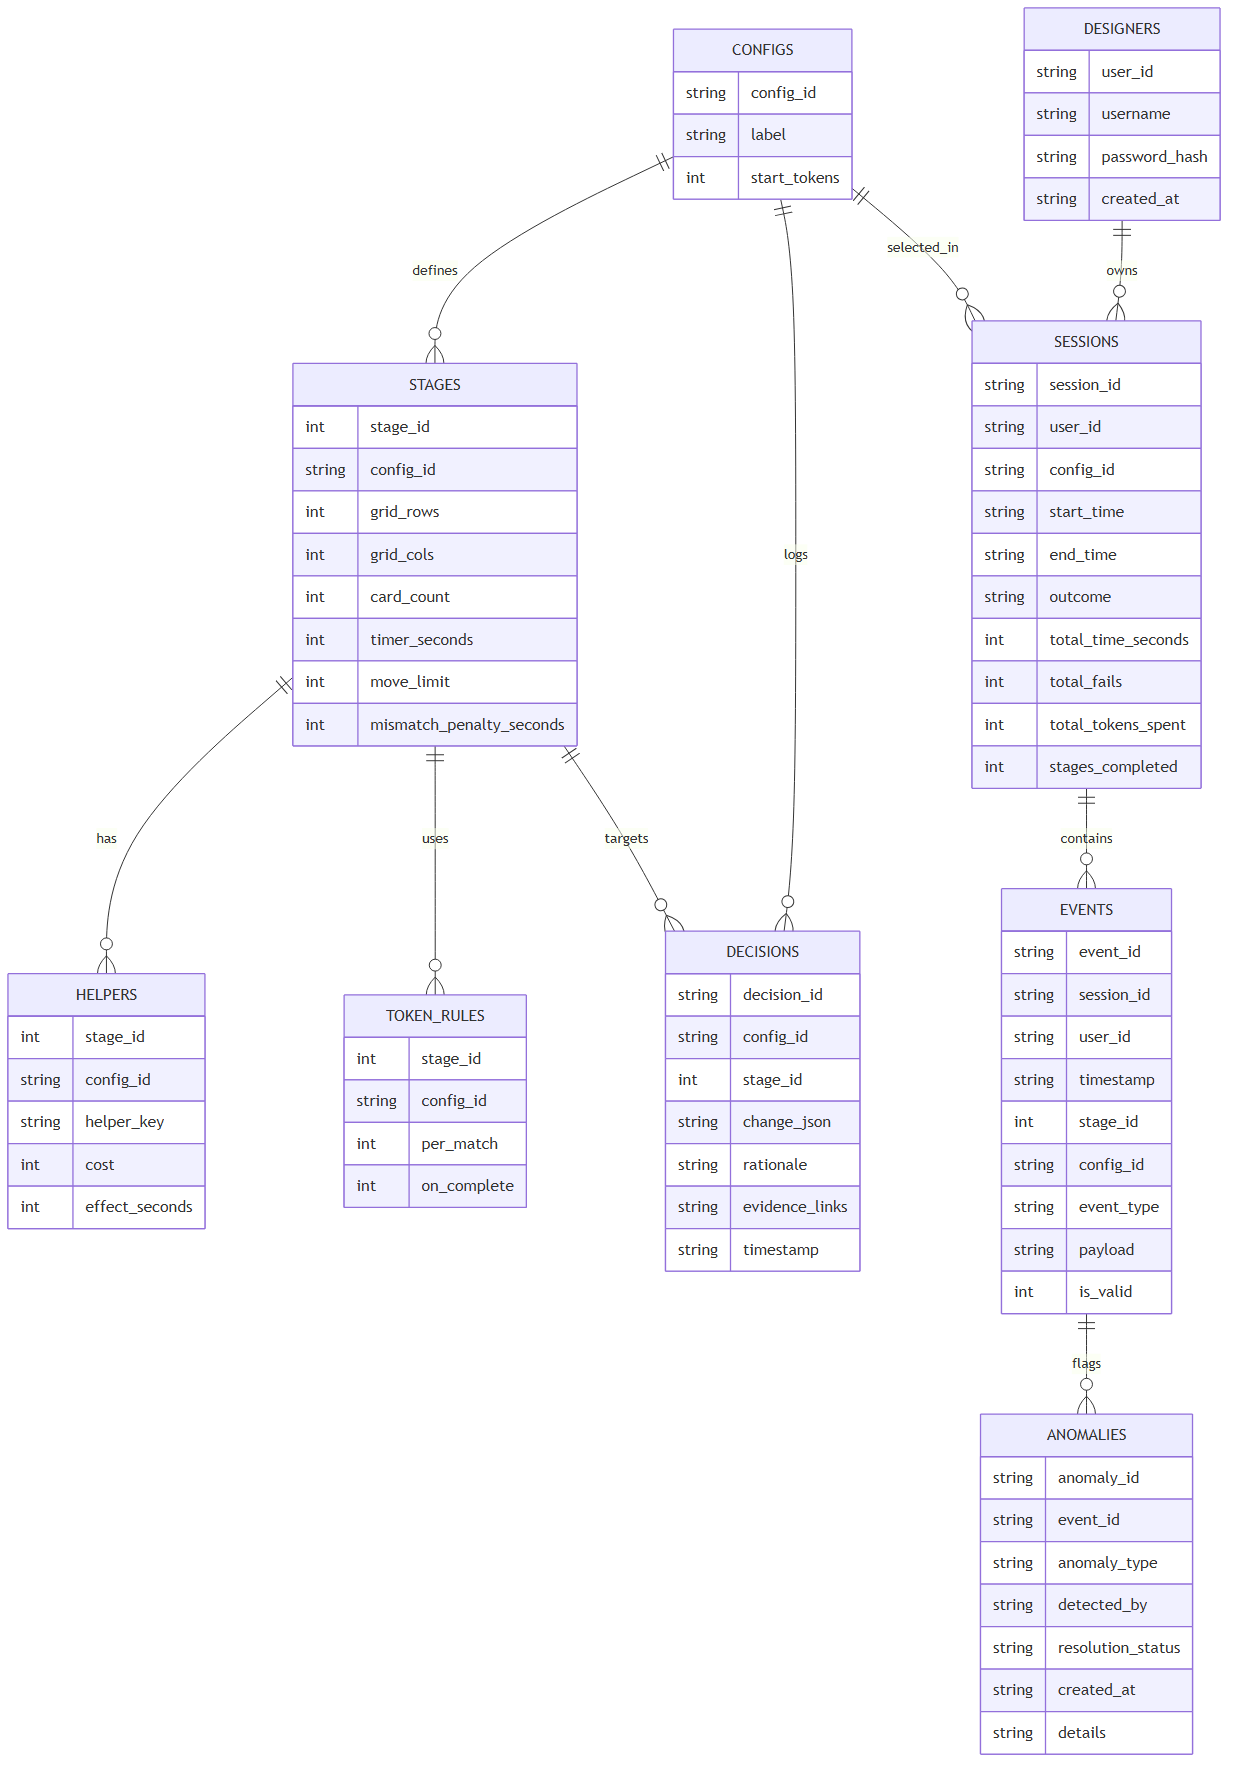 CONFIGS
string config_id
string label
int start_tokens
DESIGNERS
string user_id
string username
string password_hash
string created_at
defines
selected_in
owns
logs
STAGES
int stage_id
string config_id
int grid_rows
int grid_cols
int card_count
int timer_seconds
int move_limit
int mismatch_penalty_seconds
SESSIONS
string session_id
string user_id
string config_id
string start_time
string end_time
string outcome
int total_time_seconds
int total_fails
int total_tokens_spent
int stages_completed
has
uses
targets
contains
HELPERS
int stage_id
string config_id
string helper_key
int cost
int effect_seconds
TOKEN_RULES
int stage_id
string config_id
int per_match
int on_complete
DECISIONS
string decision_id
string config_id
int stage_id
string change_json
string rationale
string evidence_links
string timestamp
EVENTS
string event_id
string session_id
string user_id
string timestamp
int stage_id
string config_id
string event_type
string payload
int is_valid
flags
ANOMALIES
string anomaly_id
string event_id
string anomaly_type
string detected_by
string resolution_status
string created_at
string details